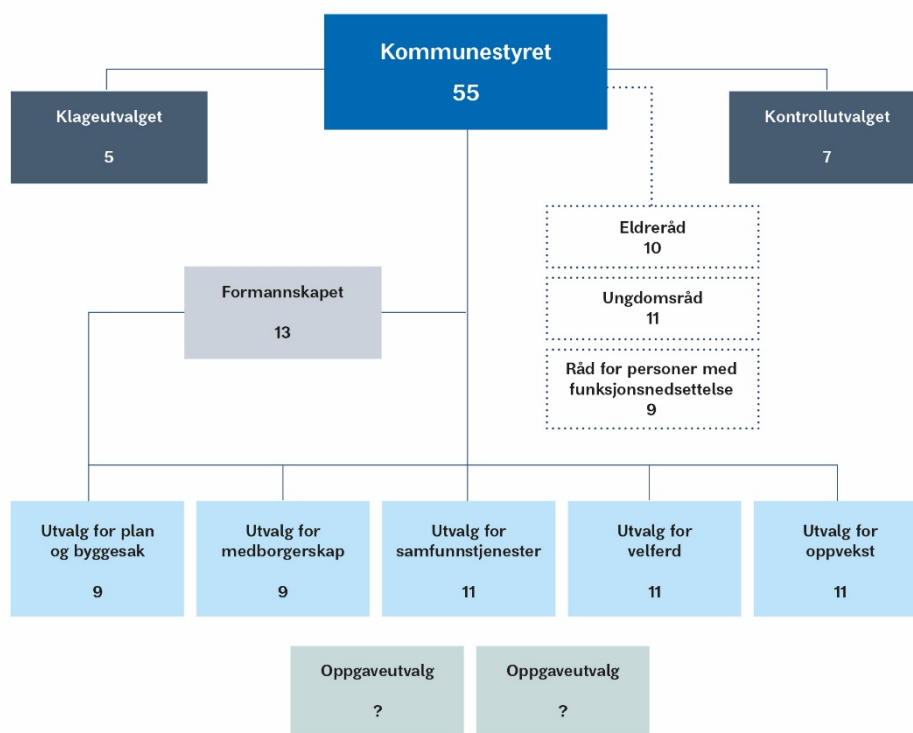 Kommunestyret
55
Klageutvalget
5
Kontrollutvalget
7
Eldreråd
10
Ungdomsråd
11
Råd for personer med
funksjonsnedsettelse
9
Formannskapet
13
Utvalg for plan
og byggesak
9
Utvalg for
medborgerskap
9
Utvalg for
samfunnstjenester
11
Utvalg for
velferd
11
Utvalg for
oppvekst
11
Oppgaveutvalg
?
Oppgaveutvalg
?